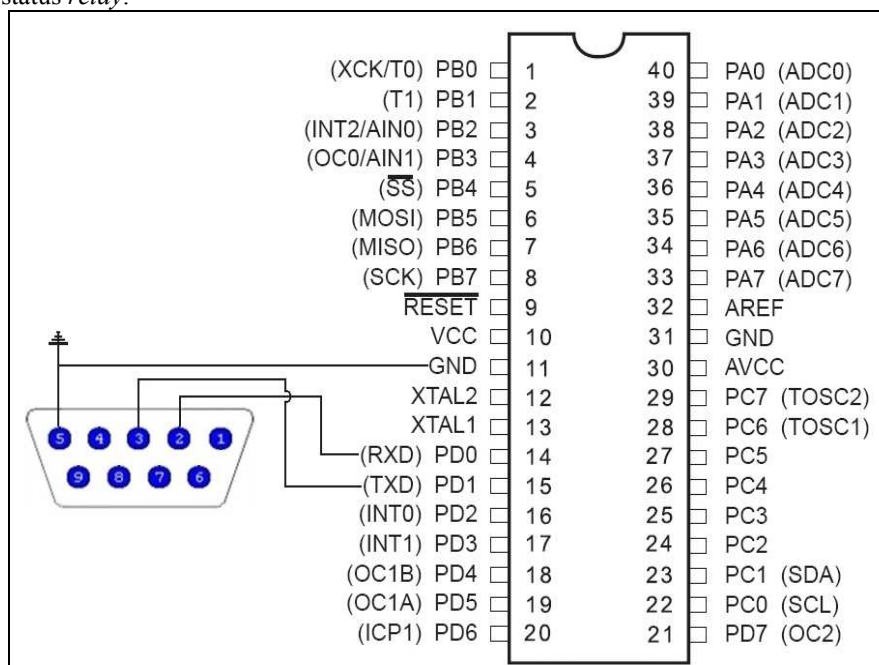 status relay.
(XCK/T0) PB0 1 40 PA0 (ADC0)
(T1) PB1 2 39 PA1 (ADC1)
(INT2/AIN0) PB2 3 38 PA2 (ADC2)
(OC0/AIN1) PB3 4 37 PA3 (ADC3)
(SS) PB4 5 36 PA4 (ADC4)
(MOSI) PB5 6 35 PA5 (ADC5)
(MISO) PB6 7 34 PA6 (ADC6)
(SCK) PB7 8 33 PA7 (ADC7)
RESET 9 32 AREF
VCC 10 31 GND
GND 11 30 AVCC
XTAL2 12 29 PC7 (TOSC2)
XTAL1 13 28 PC6 (TOSC1)
(RXD) PD0 14 27 PC5
(TXD) PD1 15 26 PC4
(INT0) PD2 16 25 PC3
(INT1) PD3 17 24 PC2
(OC1B) PD4 18 23 PC1 (SDA)
(OC1A) PD5 19 22 PC0 (SCL)
(ICP1) PD6 20 21 PD7 (OC2)
5 4 3 2 1
9 8 7 6